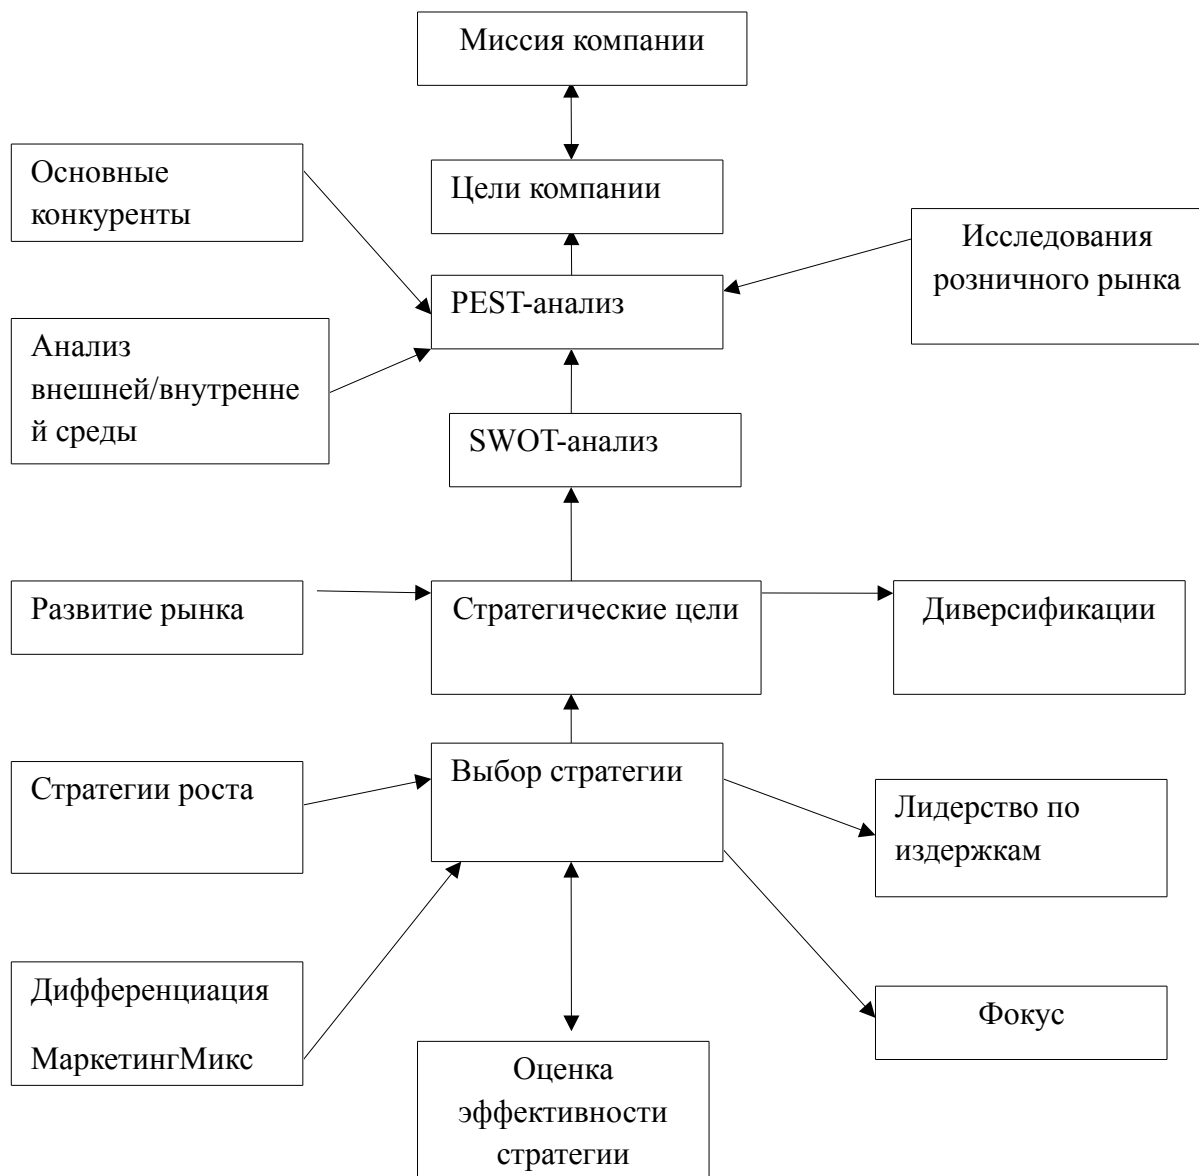 Миссия компании
Основные
конкуренты
Цели компании
Исследования
розничного рынка
PEST-анализ
Анализ
внешней/внутренне
й среды
SWOT-анализ
Развитие рынка
Стратегические цели
Диверсификации
Стратегии роста
Выбор стратегии
Лидерство по
издержкам
Дифференциация
МаркетингМикс
Фокус
Оценка
эффективности
стратегии